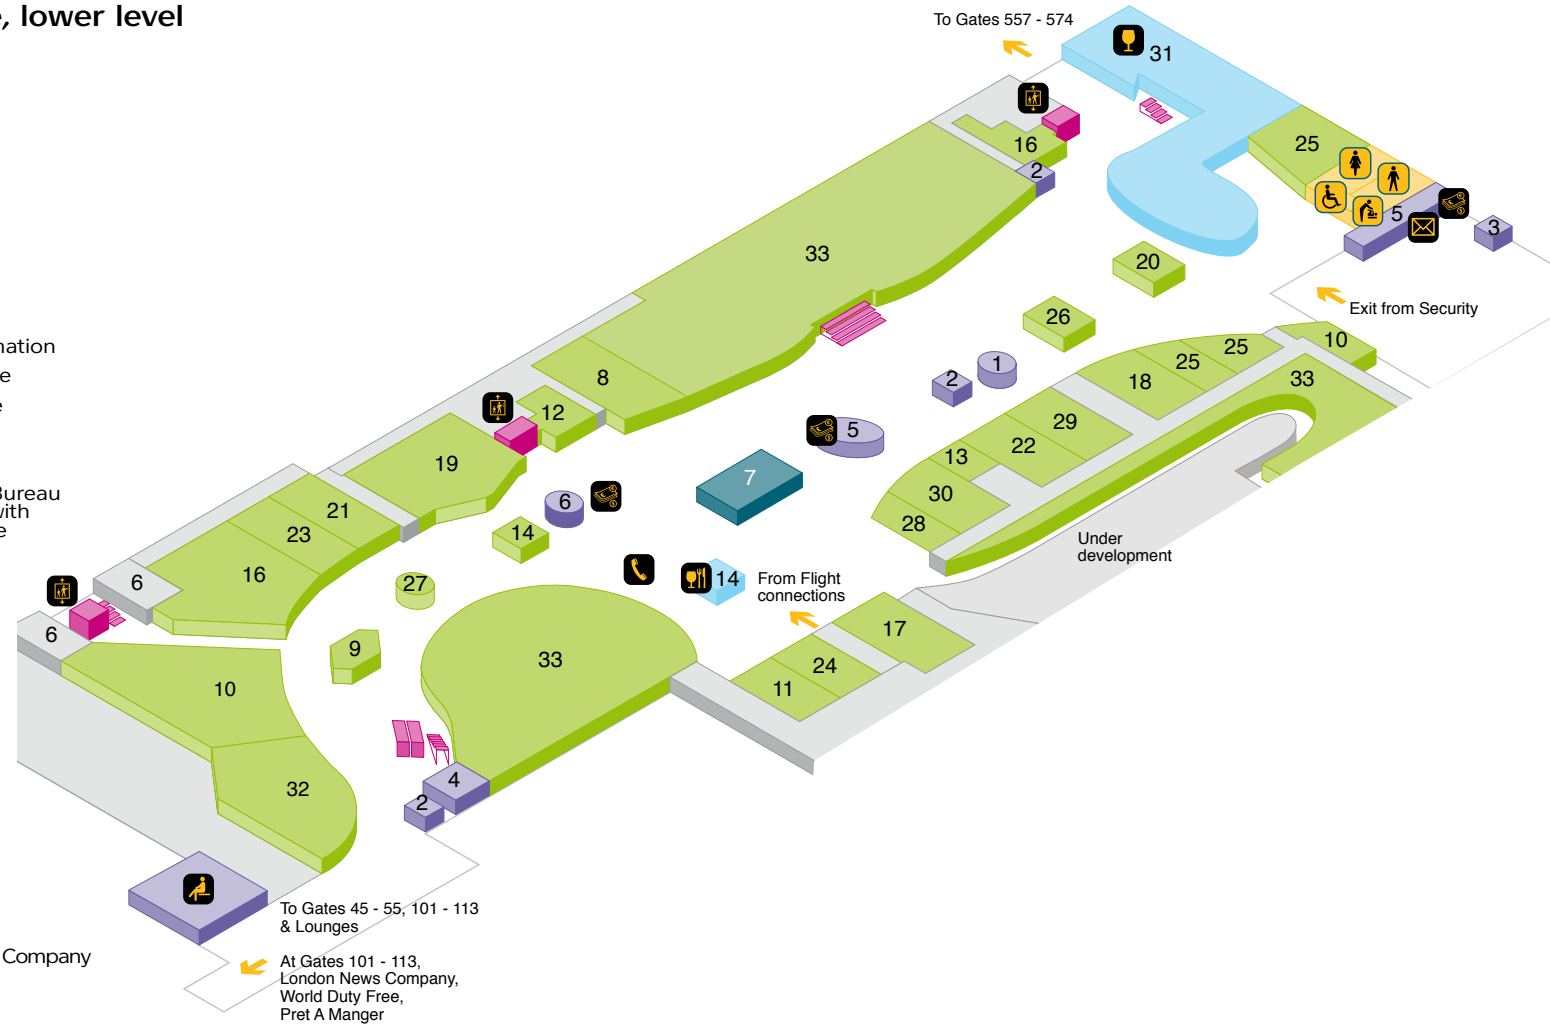 , lower level
To Gates 557 - 574
31
16
25
2
5
3
33
20
Exit from Security
26
10
25
25
1
2
18
33
8
12
5
29
22
13
19
7
30
6
28
21
23
14
Under
development
16
6
27
14
From Flight
connections
6
17
9
33
24
10
11
4
32
2
nation
e
e
Bureau
with
e
To Gates 45 - 55, 101 - 113
& Lounges
Company
At Gates 101 - 113,
London News Company,
World Duty Free,
Pret A Manger